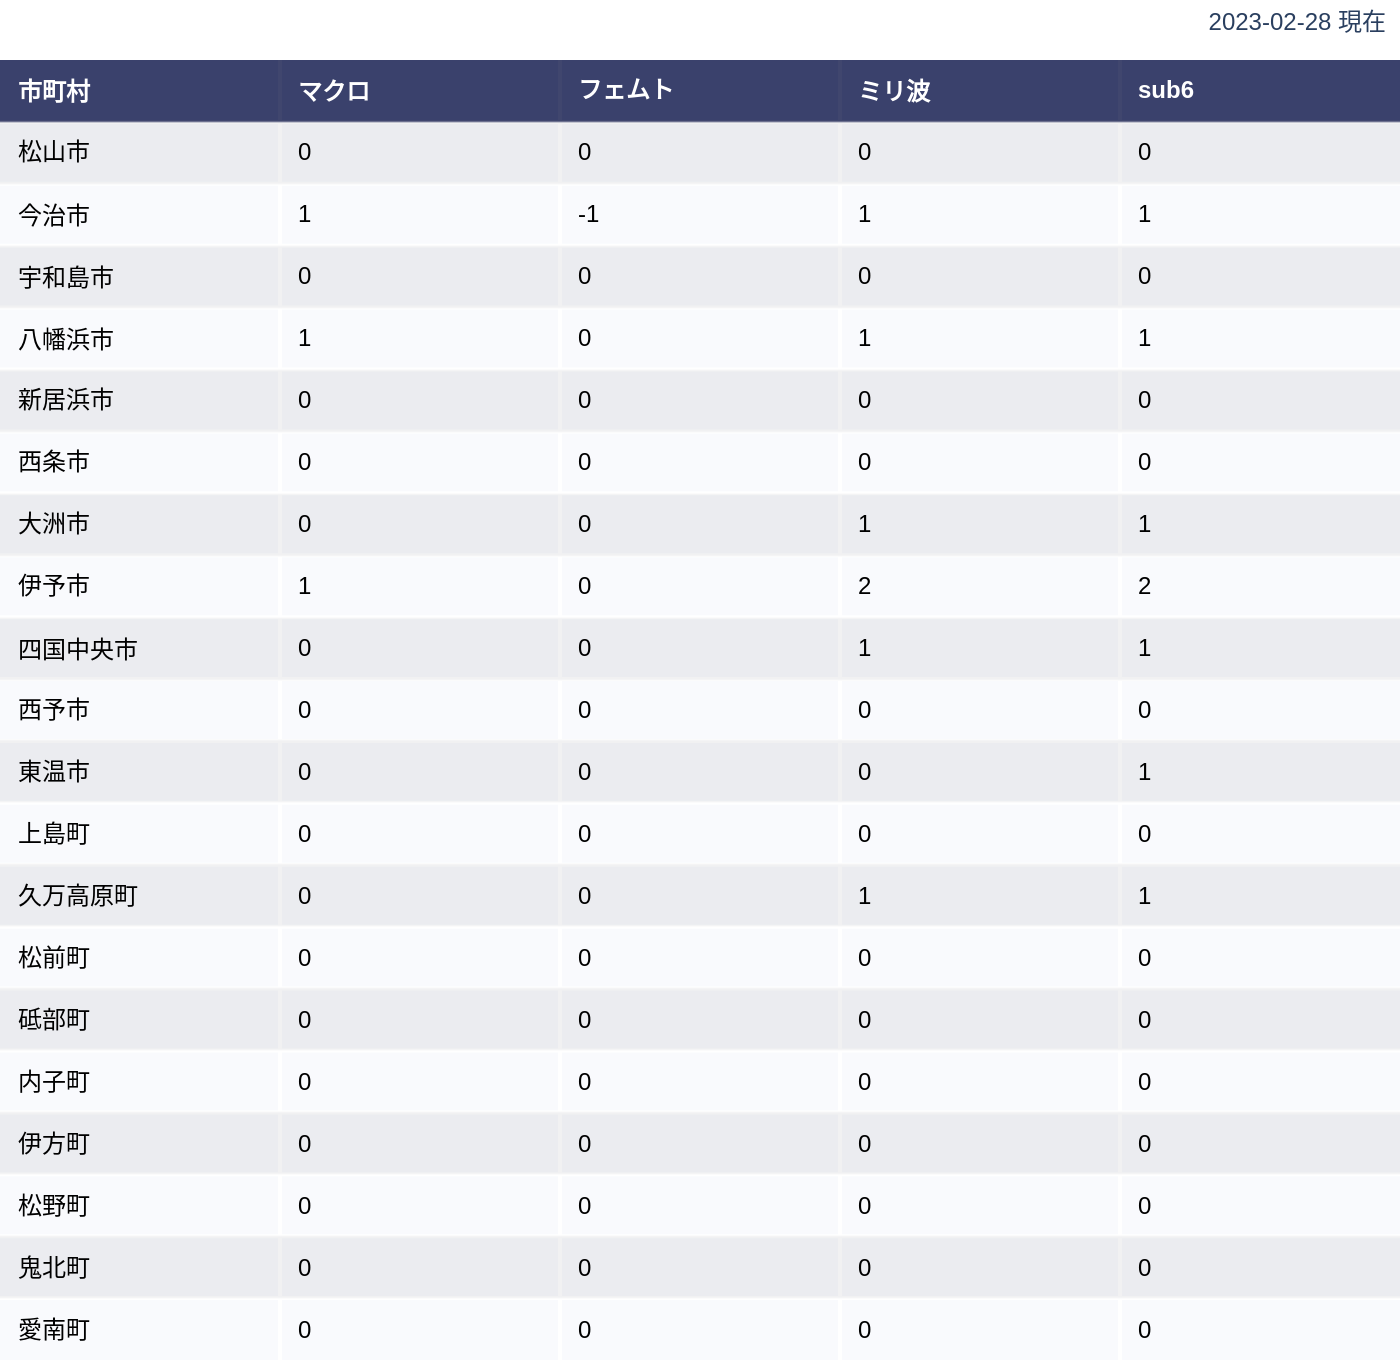 2023-02-28 現在
市町村 マクロ フェムト ミリ波 sub6
松山市 0 0 0 0
今治市 1 -1 1 1
宇和島市 0 0 0 0
八幡浜市 1 0 1 1
新居浜市 0 0 0 0
西条市 0 0 0 0
大洲市 0 0 1 1
伊予市 1 0 2 2
四国中央市 0 0 1 1
西予市 0 0 0 0
東温市 0 0 0 1
上島町 0 0 0 0
久万高原町 0 0 1 1
松前町 0 0 0 0
砥部町 0 0 0 0
内子町 0 0 0 0
伊方町 0 0 0 0
松野町 0 0 0 0
鬼北町 0 0 0 0
愛南町 0 0 0 0